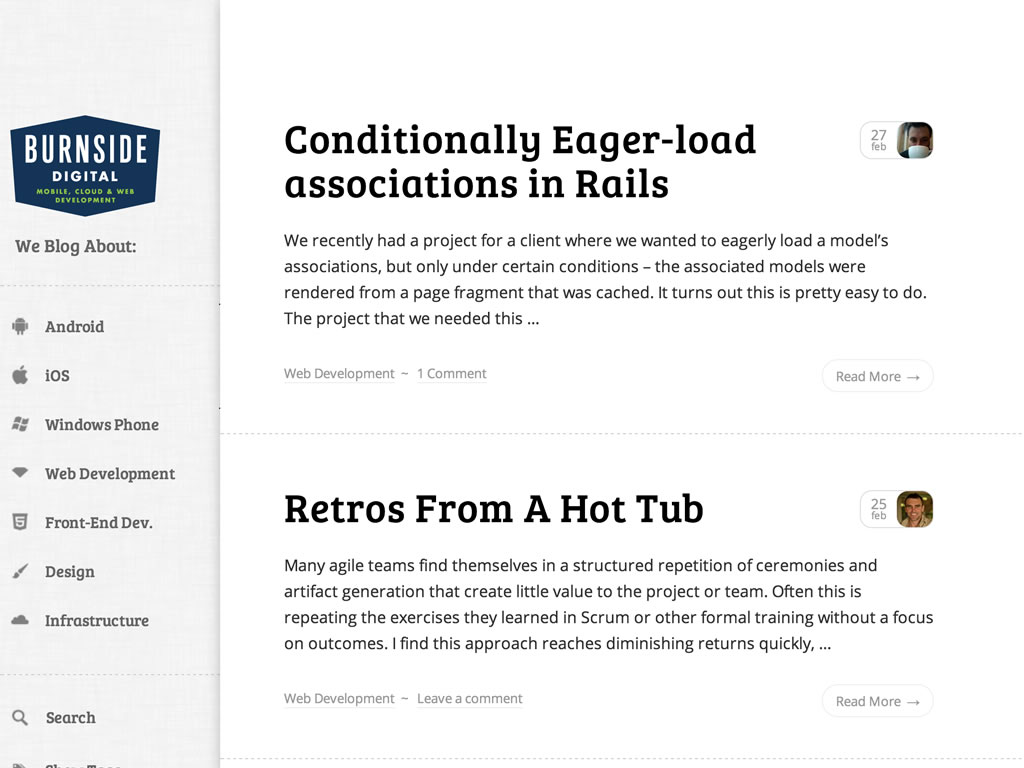 BURNSIDE
DIGITAL
MOBILE, CLOUD & WEB
DEVELOPMENT
We Blog About:
Android
iOS
Windows Phone
Web Development
Front-End Dev.
Design
Infrastructure
Search
Conditionally Eager-load
associations in Rails
27
feb
We recently had a project for a client where we wanted to eagerly load a model’s
associations, but only under certain conditions – the associated models were
rendered from a page fragment that was cached. It turns out this is pretty easy to do.
The project that we needed this ...
Web Development ~ 1 Comment
Read More →
Retros From A Hot Tub
25
feb
Many agile teams find themselves in a structured repetition of ceremonies and
artifact generation that create little value to the project or team. Often this is
repeating the exercises they learned in Scrum or other formal training without a focus
on outcomes. I find this approach reaches diminishing returns quickly, ...
Web Development ~ Leave a comment
Read More →